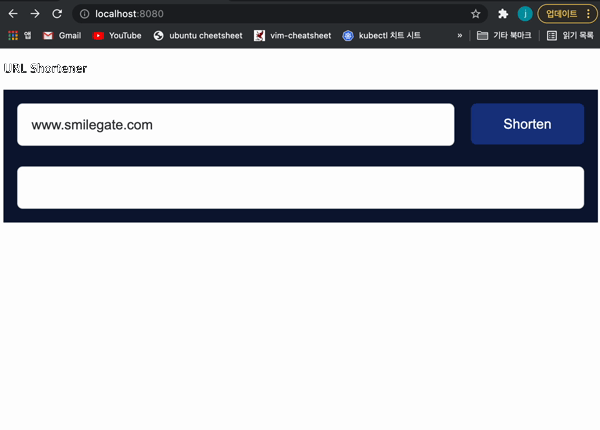 localhost:8080
업데이트
앱 Gmail YouTube ubuntu cheetsheet vim-cheatsheet kubectl 치트 시트 » 기타 북마크 읽기 목록
URL Shortener
www.smilegate.com Shorten